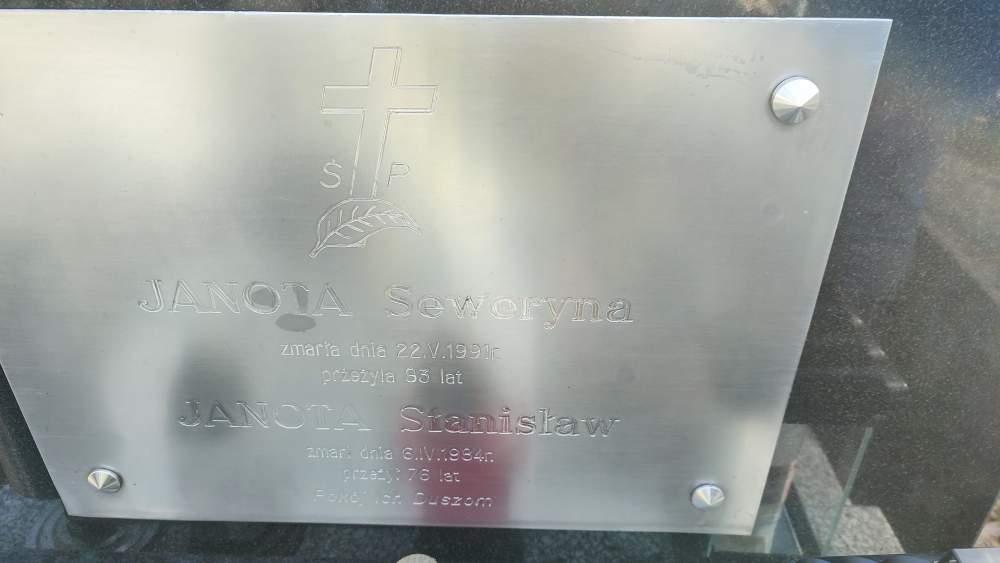 Ś P
JANOTA Seweryna
zmarła dnia 22.V.1991r.
przeżyła 83 lat
JANOTA Stanisław
zmarł dnia 6.IV.1984r.
przeżył 76 lat
Pokój Ich Duszom